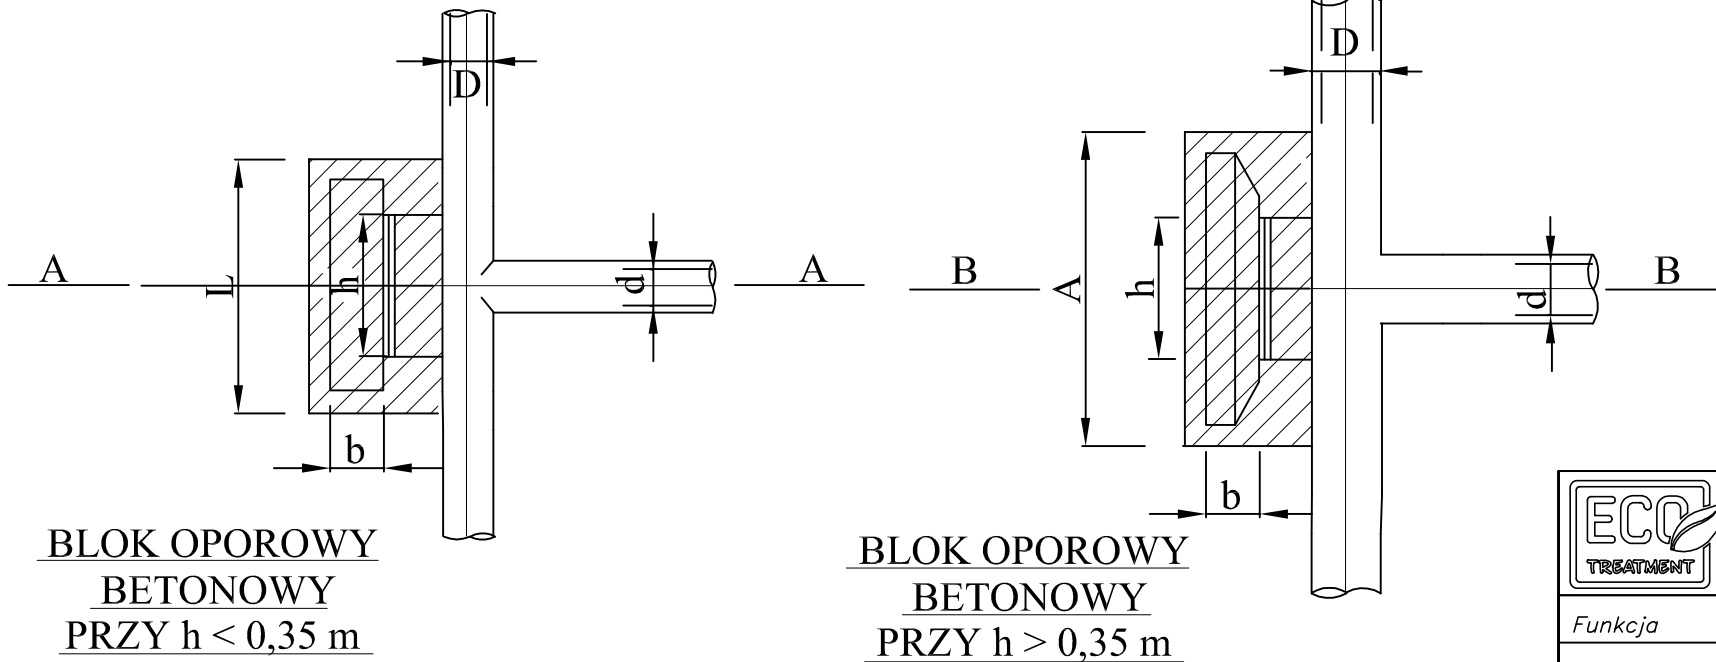 D
A
L
h
d
A
b
BLOK OPOROWY
BETONOWY
PRZY h < 0,35 m
D
B
A
h
d
B
b
BLOK OPOROWY
BETONOWY
PRZY h > 0,35 m
ECO
TREATMENT
Funkcja